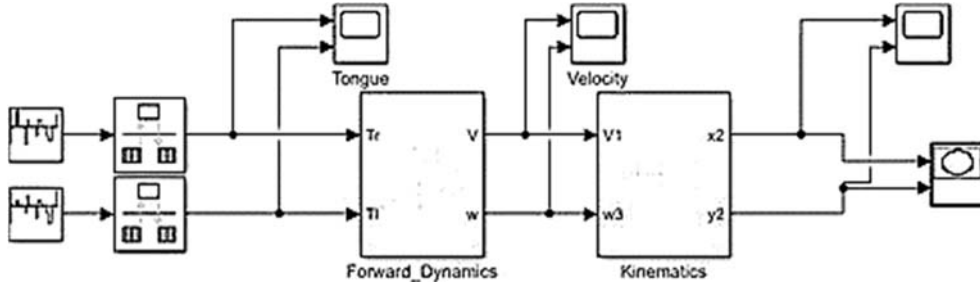 Tongue
Velocity
Tr
V
V1
x2
Tl
w
w3
y2
Forward_Dynamics
Kinematics